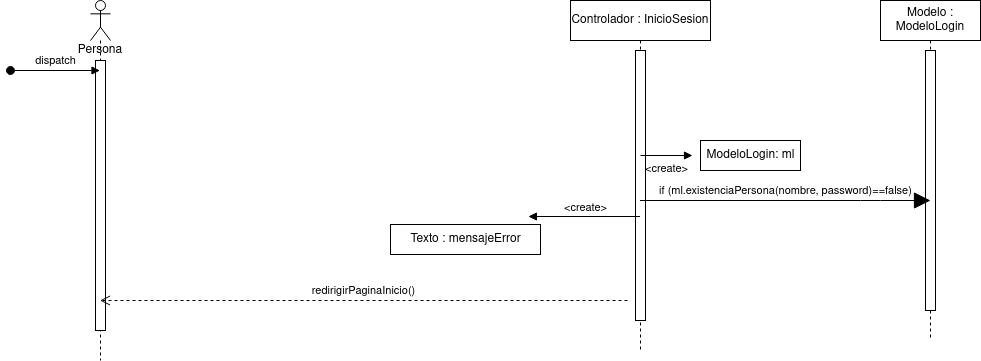 Persona
Controlador : InicioSesion
Modelo :
ModeloLogin
dispatch
ModeloLogin: ml
<create>
if (ml.existenciaPersona(nombre, password)==false)
<create>
Texto : mensajeError
redirigirPaginaInicio()